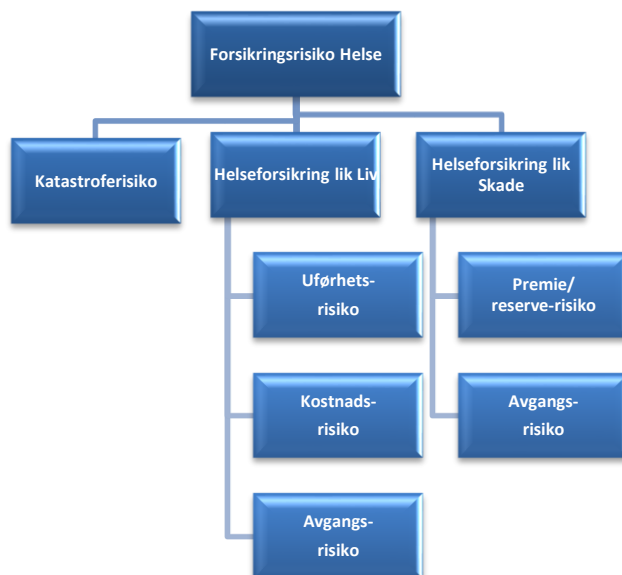 Forsikringsrisiko Helse
Katastroferisiko
Helseforsikring lik Liv
Helseforsikring lik
Skade
Uførhets-
risiko
Kostnads-
risiko
Avgangs-
risiko
Premie/
reserve-risiko
Avgangs-
risiko